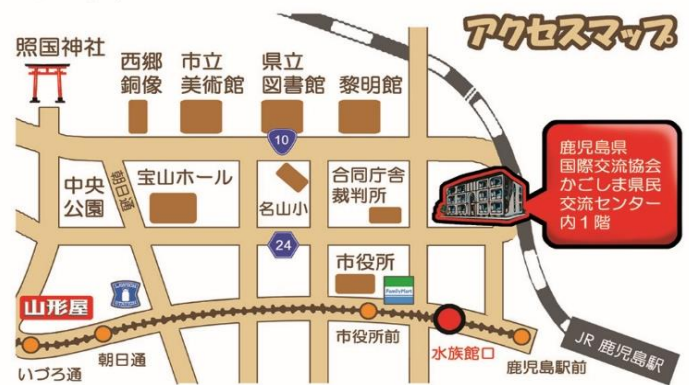 アクセスマップ
照国神社
西郷
銅像
市立
美術館
県立
図書館
黎明館
10
鹿児島県
国際交流協会
かごしま県民
交流センター
内1階
中央
公園
朝日通
宝山ホール
名山小
合同庁舎
裁判所
24
市役所
FamilyMart
山形屋
LAWSON
STATION
いづろ通
朝日通
市役所前
水族館口
鹿児島駅前
JR 鹿児島駅